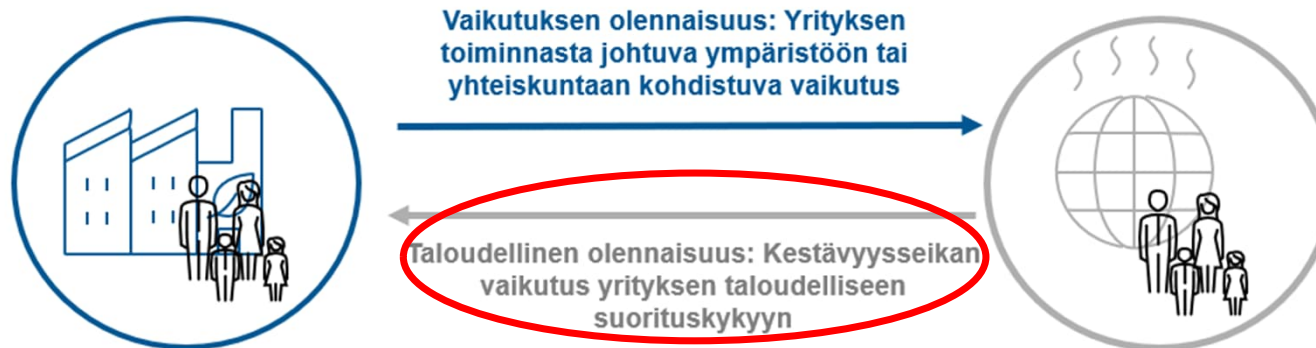 Vaikutuksen olennaisuus: Yrityksen
toiminnasta johtuva ympäristöön tai
yhteiskuntaan kohdistuva vaikutus
Taloudellinen olennaisuus: Kestävyysseikan
vaikutus yrityksen taloudelliseen
suorituskykyyn